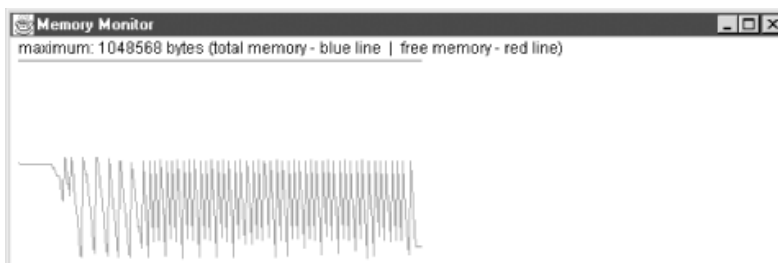 Memory Monitor
maximum: 1048568 bytes (total memory - blue line | free memory - red line)